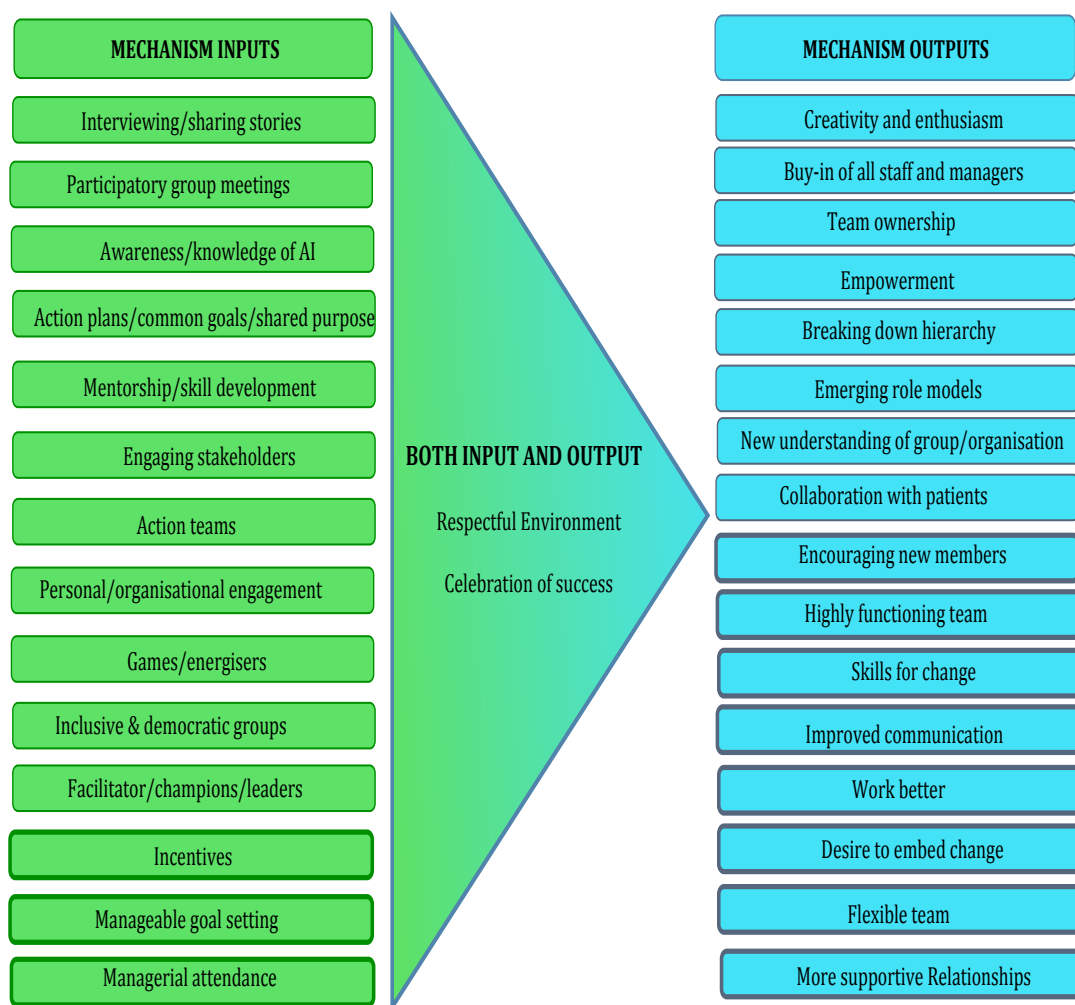 MECHANISM INPUTS
Interviewing/sharing stories
Participatory group meetings
Awareness/knowledge of AI
Action plans/common goals/shared purpose
Mentorship/skill development
Engaging stakeholders
Action teams
Personal/organisational engagement
Games/energisers
Inclusive & democratic groups
Facilitator/champions/leaders
Incentives
Manageable goal setting
Managerial attendance
BOTH INPUT AND OUTPUT
Respectful Environment
Celebration of success
MECHANISM OUTPUTS
Creativity and enthusiasm
Buy-in of all staff and managers
Team ownership
Empowerment
Breaking down hierarchy
Emerging role models
New understanding of group/organisation
Collaboration with patients
Encouraging new members
Highly functioning team
Skills for change
Improved communication
Work better
Desire to embed change
Flexible team
More supportive Relationships